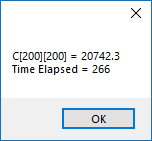 C[200][200] = 20742.3
Time Elapsed = 266
OK